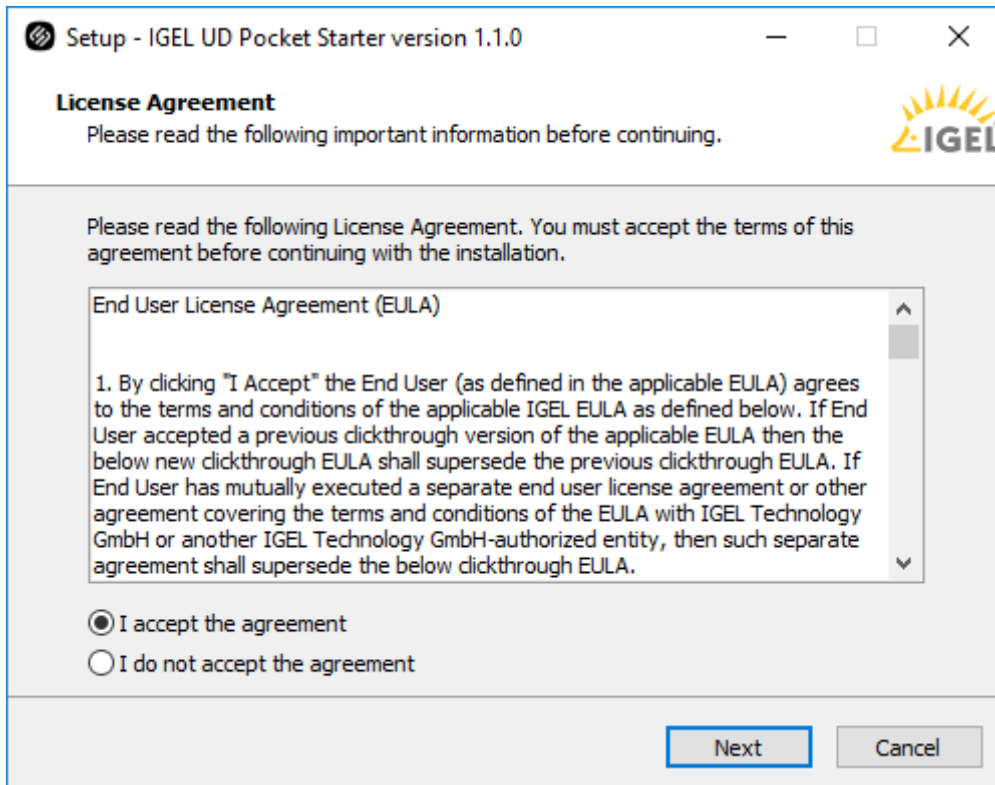 Setup - IGEL UD Pocket Starter version 1.1.0
License Agreement
Please read the following important information before continuing.
IGEL
Please read the following License Agreement. You must accept the terms of this
agreement before continuing with the installation.
End User License Agreement (EULA)
1. By clicking "I Accept" the End User (as defined in the applicable EULA) agrees
to the terms and conditions of the applicable IGEL EULA as defined below. If End
User accepted a previous clickthrough version of the applicable EULA then the
below new clickthrough EULA shall supersede the previous clickthrough EULA. If
End User has mutually executed a separate end user license agreement or other
agreement covering the terms and conditions of the EULA with IGEL Technology
GmbH or another IGEL Technology GmbH-authorized entity, then such separate
agreement shall supersede the below clickthrough EULA.
I accept the agreement
I do not accept the agreement
Next
Cancel